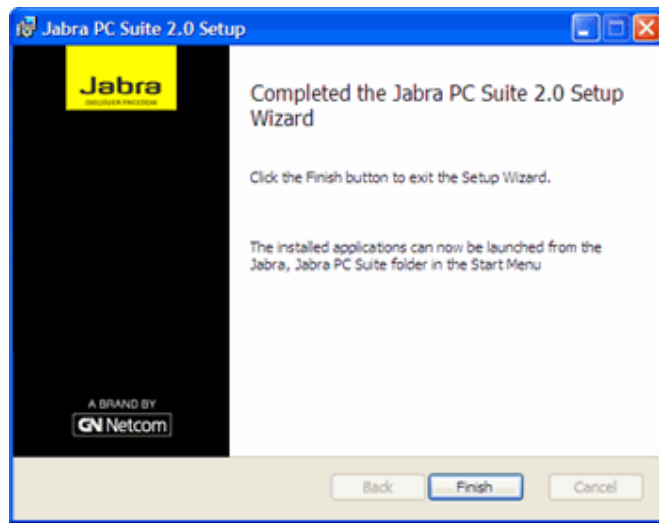 Jabra PC Suite 2.0 Setup
Jabra
DISCOVER FREEDOM
Completed the Jabra PC Suite 2.0 Setup
Wizard
Click the Finish button to exit the Setup Wizard.
The installed applications can now be launched from the
Jabra, Jabra PC Suite folder in the Start Menu
A BRAND BY
GN Netcom
Back
Finish
Cancel